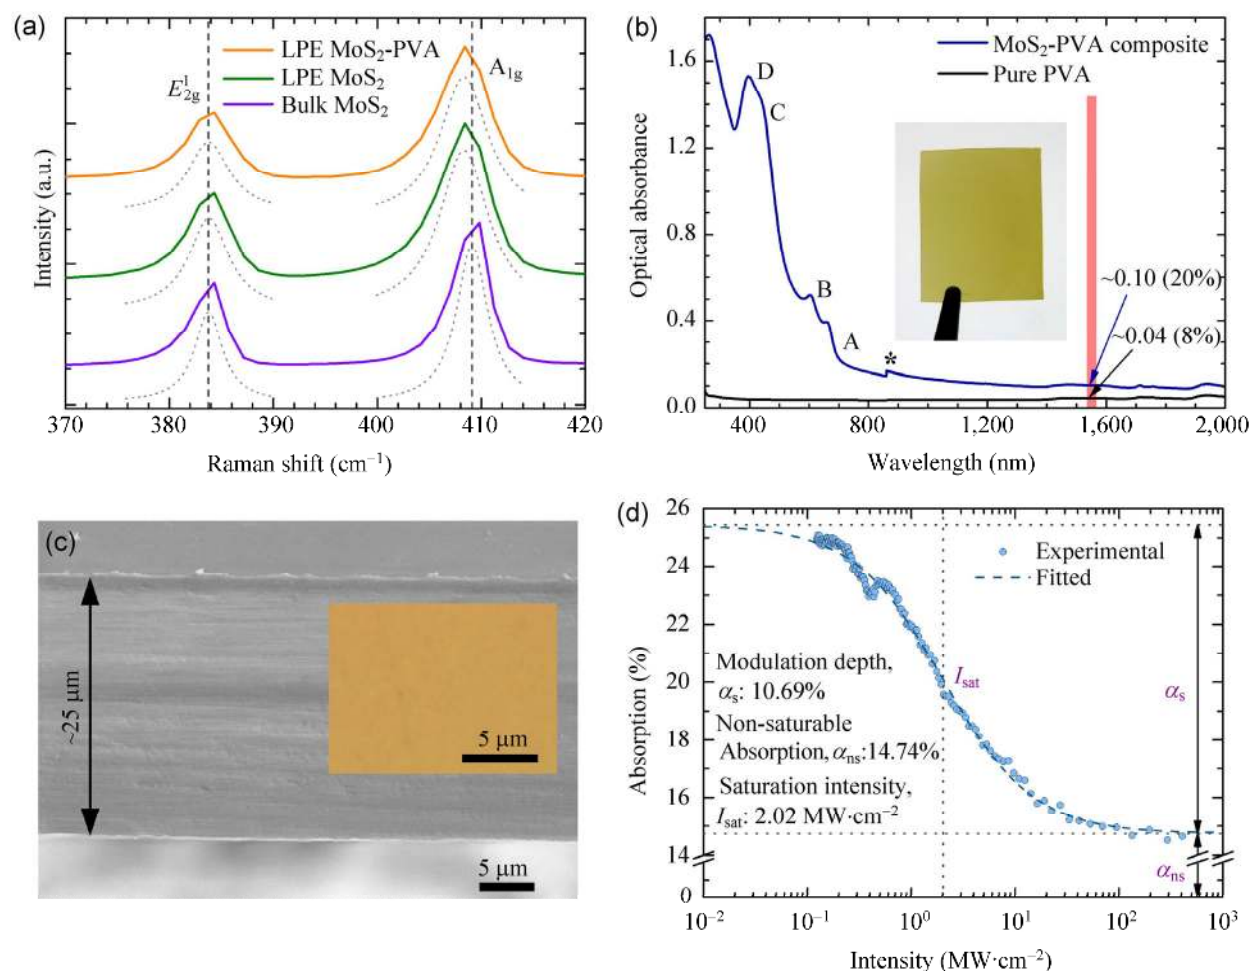 (a)
LPE MoS₂-PVA
LPE MoS₂
Bulk MoS₂
E¹₂g
A₁g
Intensity (a.u.)
370 380 390 400 410 420
Raman shift (cm⁻¹)
(b)
MoS₂-PVA composite
Pure PVA
D
C
B
A
*
~0.10 (20%)
~0.04 (8%)
Optical absorbance
1.6
1.2
0.8
0.4
0.0
400 800 1,200 1,600 2,000
Wavelength (nm)
(c)
~25 μm
5 μm
5 μm
(d)
Experimental
Fitted
Modulation depth,
αs: 10.69%
Non-saturable
Absorption, αns:14.74%
Saturation intensity,
Isat: 2.02 MW·cm⁻²
Isat
αs
αns
Absorption (%)
26
24
22
20
18
16
14
0
10⁻² 10⁻¹ 10⁰ 10¹ 10² 10³
Intensity (MW·cm⁻²)